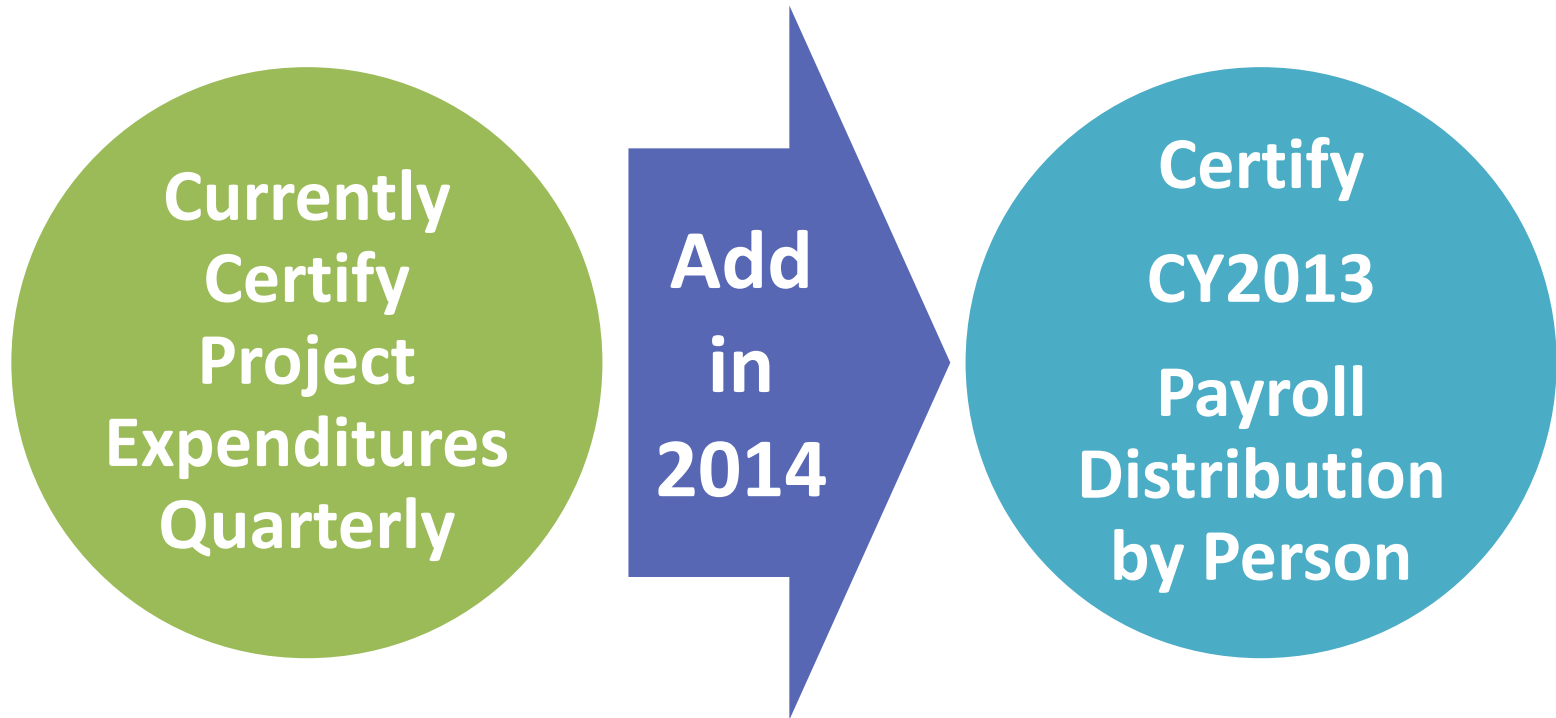 Currently
Certify
Project
Expenditures
Quarterly
Add
in
2014
Certify
CY2013
Payroll
Distribution
by Person